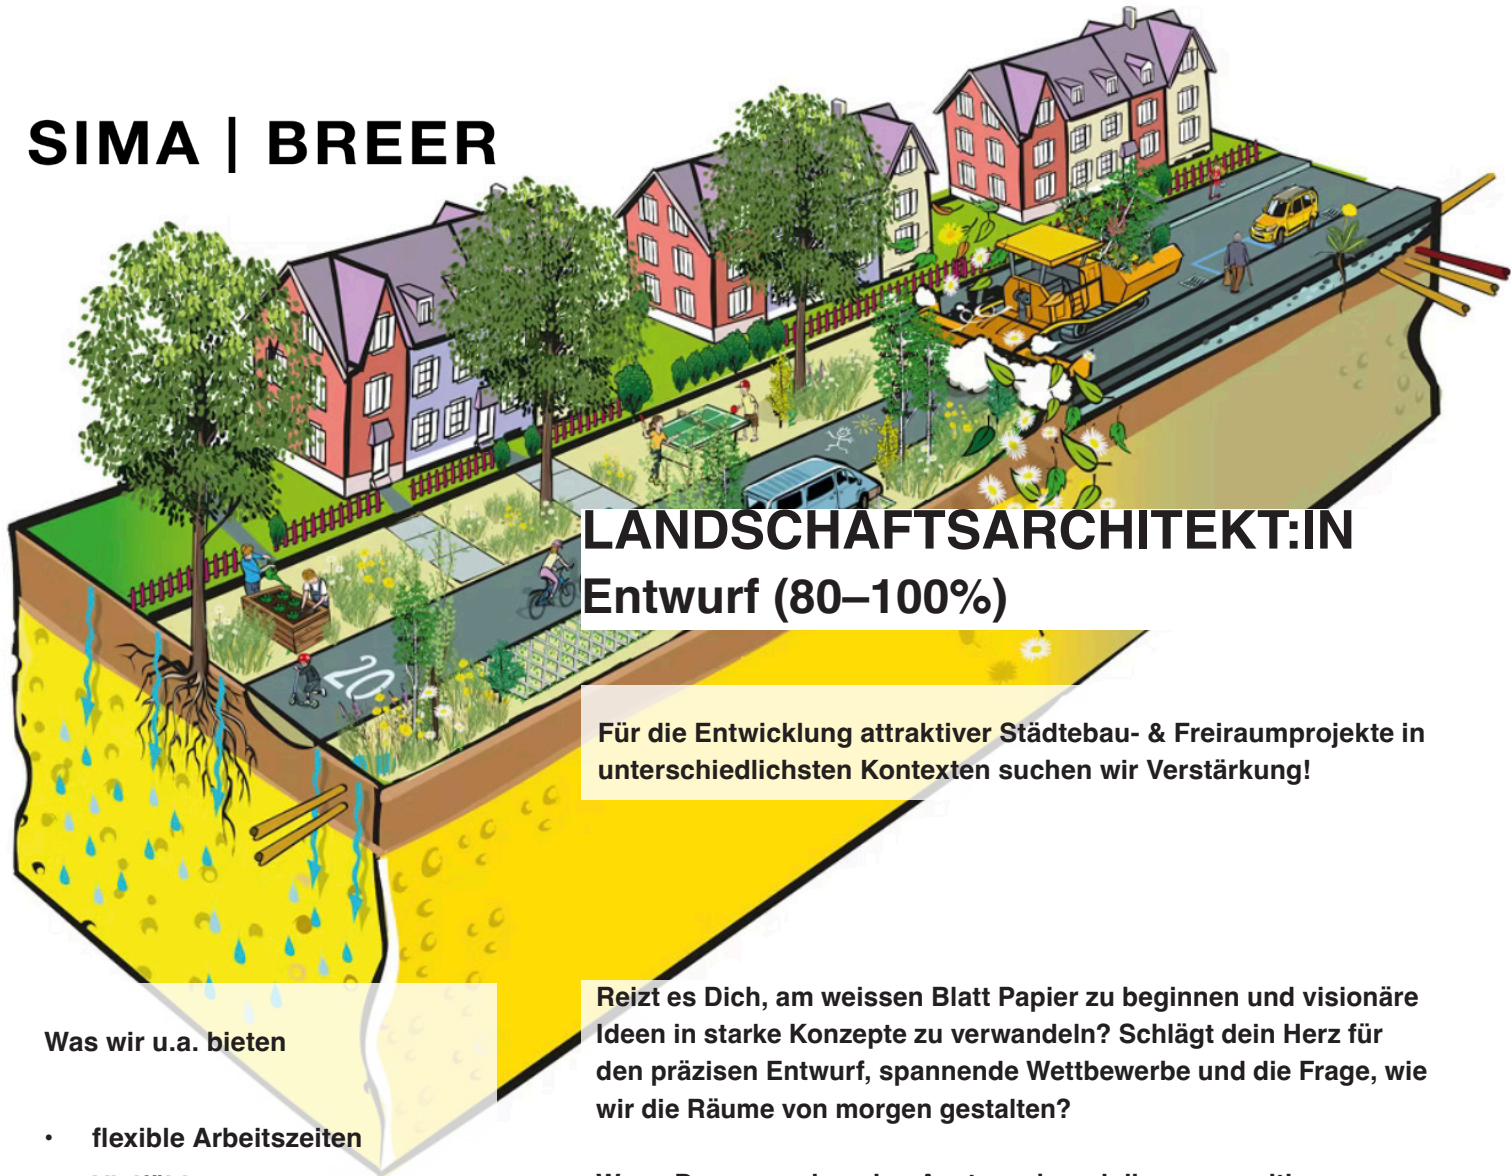 SIMA | BREER
20
LANDSCHAFTSARCHITEKT:IN
Entwurf (80–100%)
Für die Entwicklung attraktiver Städtebau- & Freiraumprojekte in
unterschiedlichsten Kontexten suchen wir Verstärkung!
Was wir u.a. bieten
• flexible Arbeitszeiten
Reizt es Dich, am weissen Blatt Papier zu beginnen und visionäre
Ideen in starke Konzepte zu verwandeln? Schlägt dein Herz für
den präzisen Entwurf, spannende Wettbewerbe und die Frage, wie
wir die Räume von morgen gestalten?